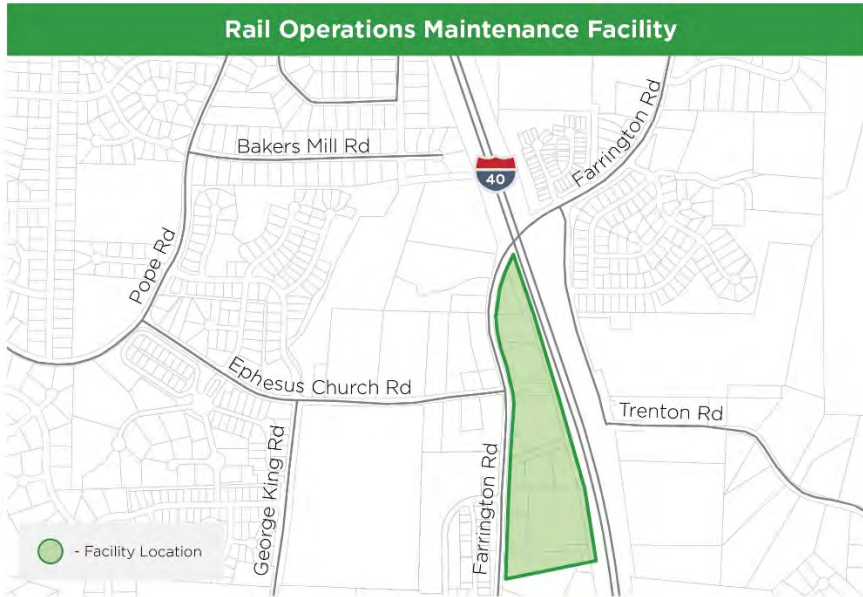 Rail Operations Maintenance Facility
Bakers Mill Rd
40
Farrington Rd
Pope Rd
Ephesus Church Rd
Trenton Rd
George King Rd
Farrington Rd
- Facility Location